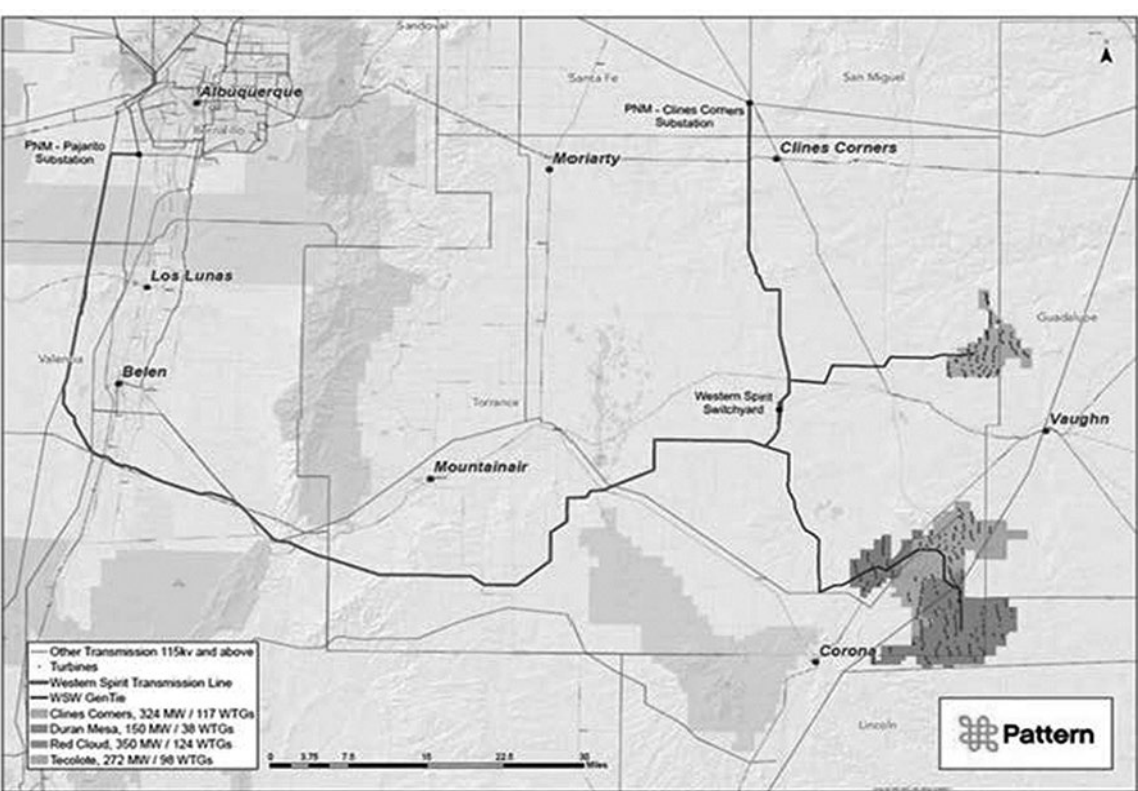 Sandoval
Albuquerque
Bernalillo
PNM - Pajarito
Substation
Santa Fe
San Miguel
PNM - Clines Corners
Substation
Moriarty
Clines Corners
Los Lunas
Guadalupe
Valencia
Belen
Torrance
Western Spirit
Switchyard
Vaughn
Mountainair
Corona
Lincoln
Other Transmission 115kv and above
Turbines
Western Spirit Transmission Line
WSW GenTie
Clines Corners, 324 MW / 117 WTGs
Duran Mesa, 150 MW / 38 WTGs
Red Cloud, 350 MW / 124 WTGs
Tecolote, 272 MW / 98 WTGs
0 3.75 7.5 15 22.5 30
Miles
Pattern